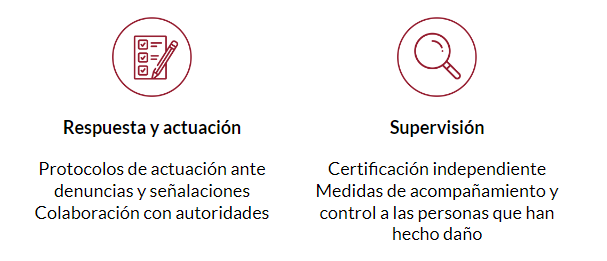 Respuesta y actuación
Protocolos de actuación ante
denuncias y señalaciones
Colaboración con autoridades
Supervisión
Certificación independiente
Medidas de acompañamiento y
control a las personas que han
hecho daño